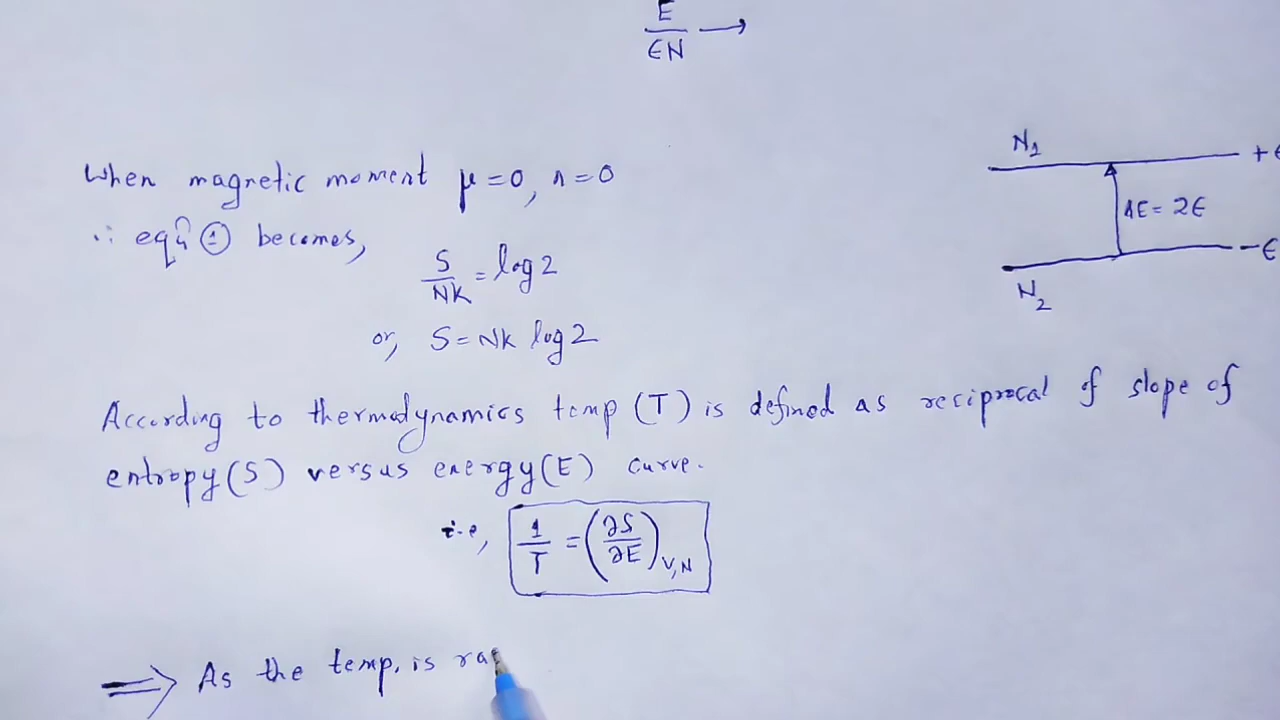 E
ϵN →
N1
+ϵ
When magnetic moment μ=0, n=0
ΔE = 2ϵ
∴ eqn ① becomes,
S/NK = log 2
-ϵ
N2
or, S = NK log 2
According to thermodynamics temp (T) is defined as reciprocal of slope of
entropy(S) versus energy(E) curve.
i.e, 1/T = (∂S/∂E)V,N
⇒ As the temp. is ra